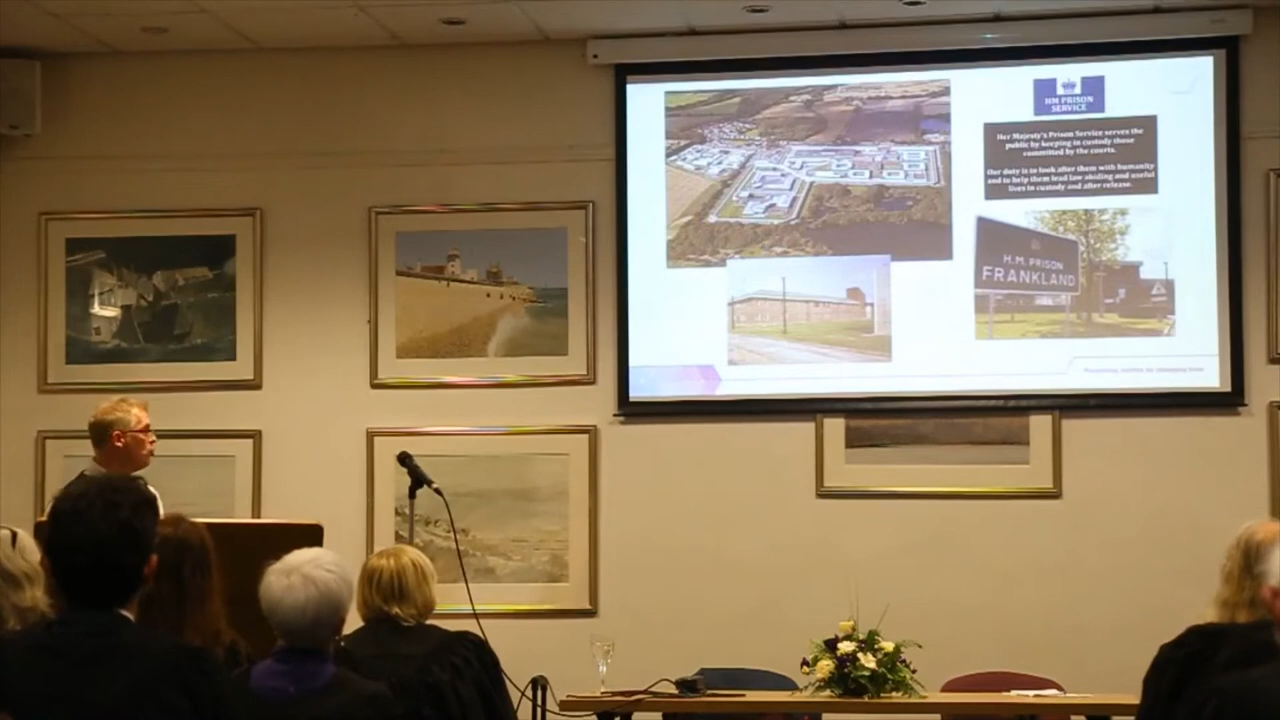 HM PRISON
SERVICE
Her Majesty's Prison Service serves the
public by keeping in custody those
committed by the courts.
Our duty is to look after them with humanity
and to help them lead law abiding and useful
lives in custody and after release.
H.M. PRISON
FRANKLAND